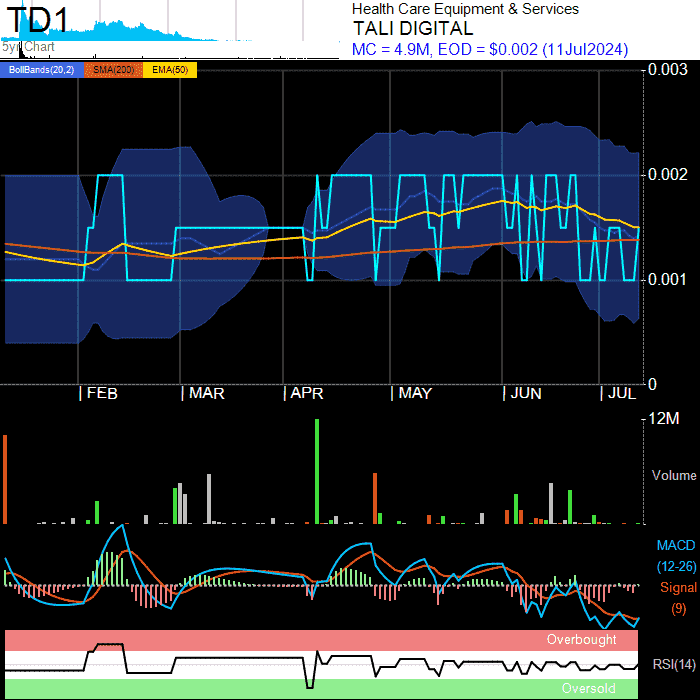 TD1
Health Care Equipment & Services
TALI DIGITAL
MC = 4.9M, EOD = $0.002 (11Jul2024)
5yr Chart
BollBands(20,2) SMA(200) EMA(50)
0.003
0.002
0.001
0
FEB MAR APR MAY JUN JUL
12M
Volume
MACD
(12-26)
Signal
(9)
Overbought
RSI(14)
Oversold